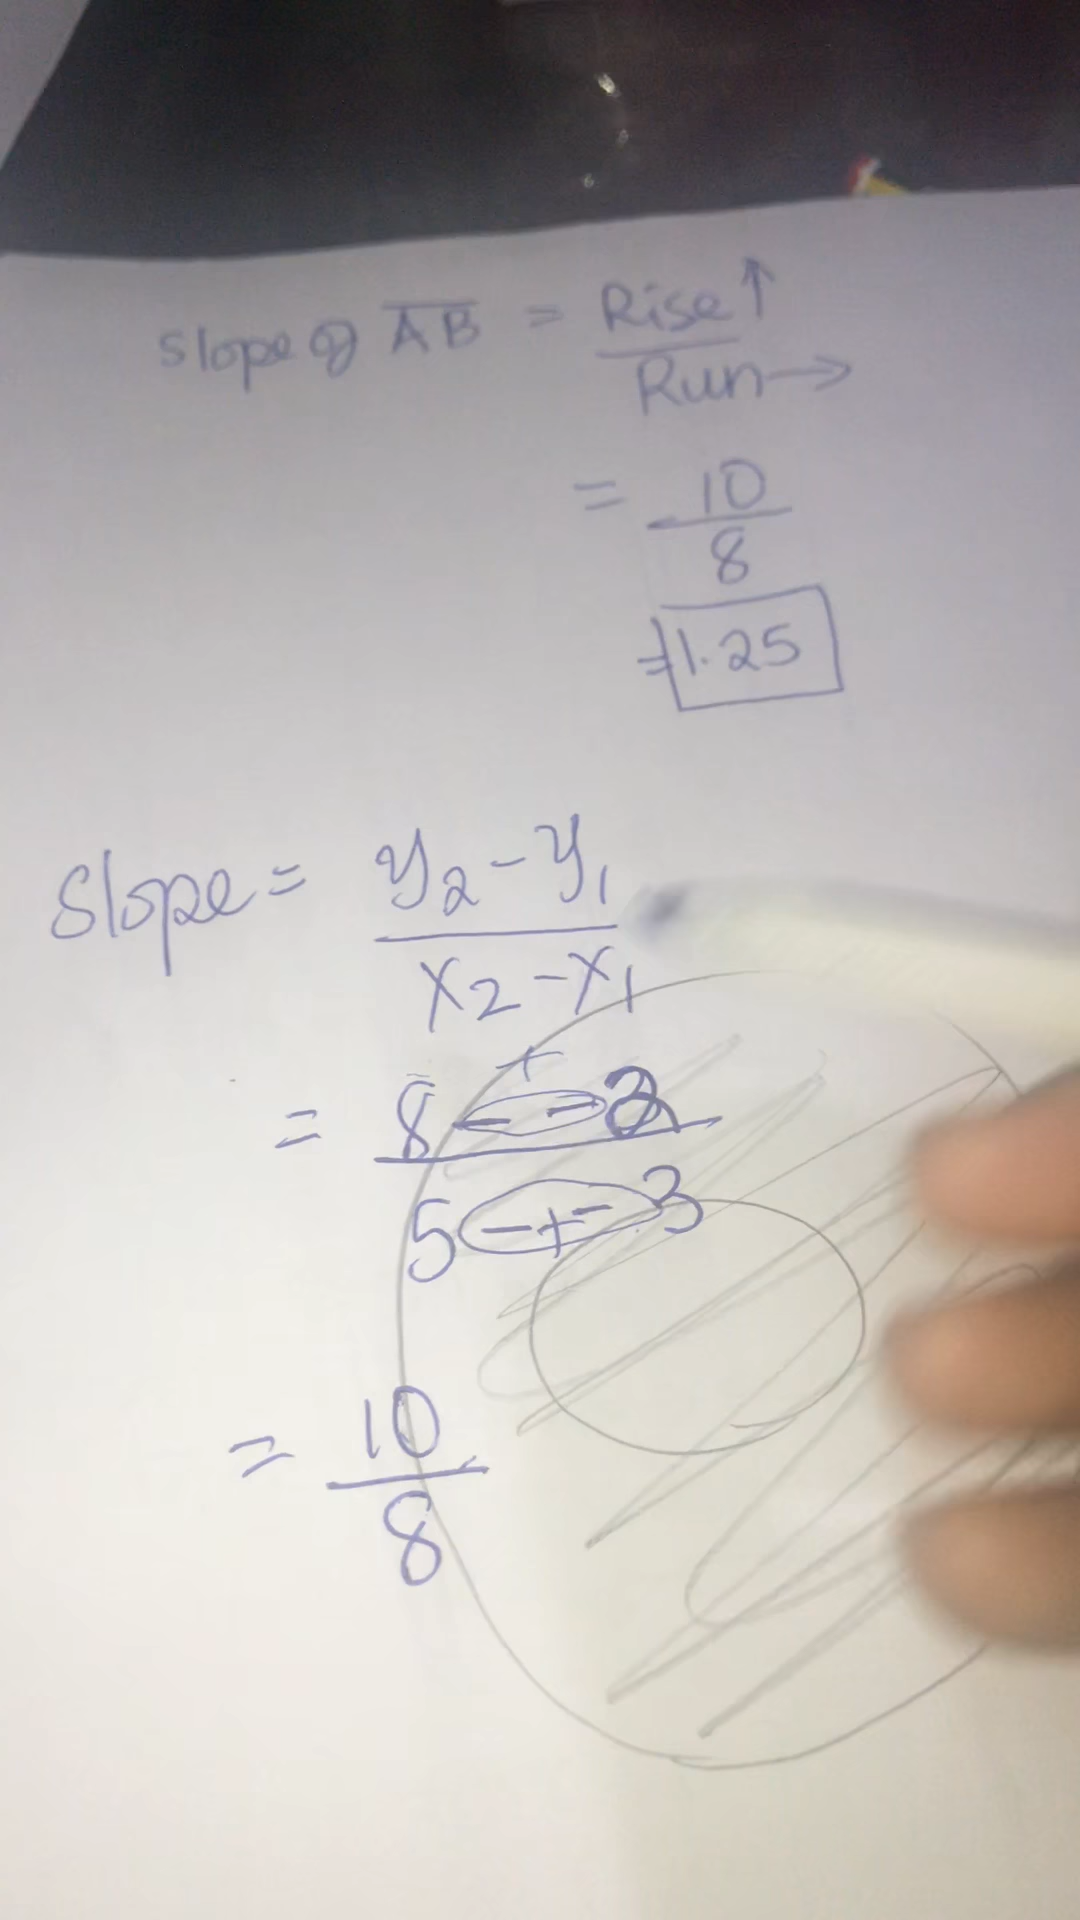 Slope of AB = Rise↑
Run→
= 10
8
= 1.25
Slope = y₂ - y₁
x₂ - x₁
+
= 8 - - 2
5 - + - 3
= 10
8